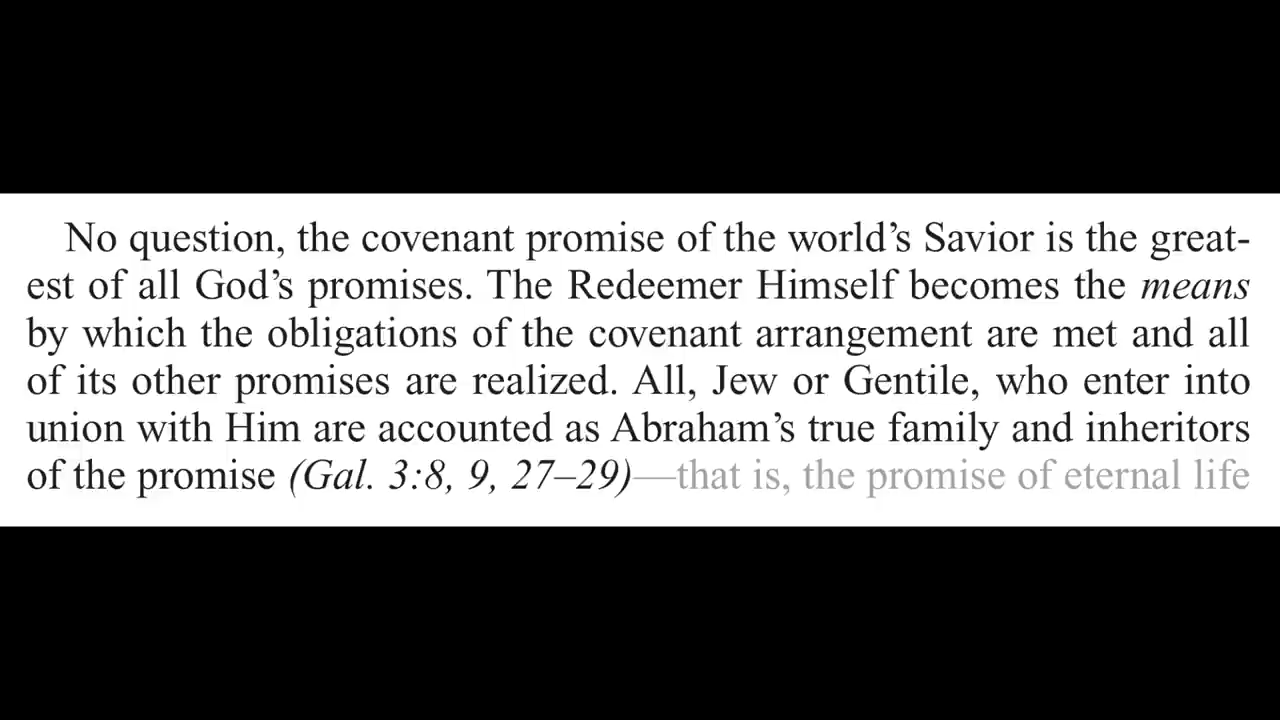 No question, the covenant promise of the world’s Savior is the great-
est of all God’s promises. The Redeemer Himself becomes the means
by which the obligations of the covenant arrangement are met and all
of its other promises are realized. All, Jew or Gentile, who enter into
union with Him are accounted as Abraham’s true family and inheritors
of the promise (Gal. 3:8, 9, 27–29)—that is, the promise of eternal life